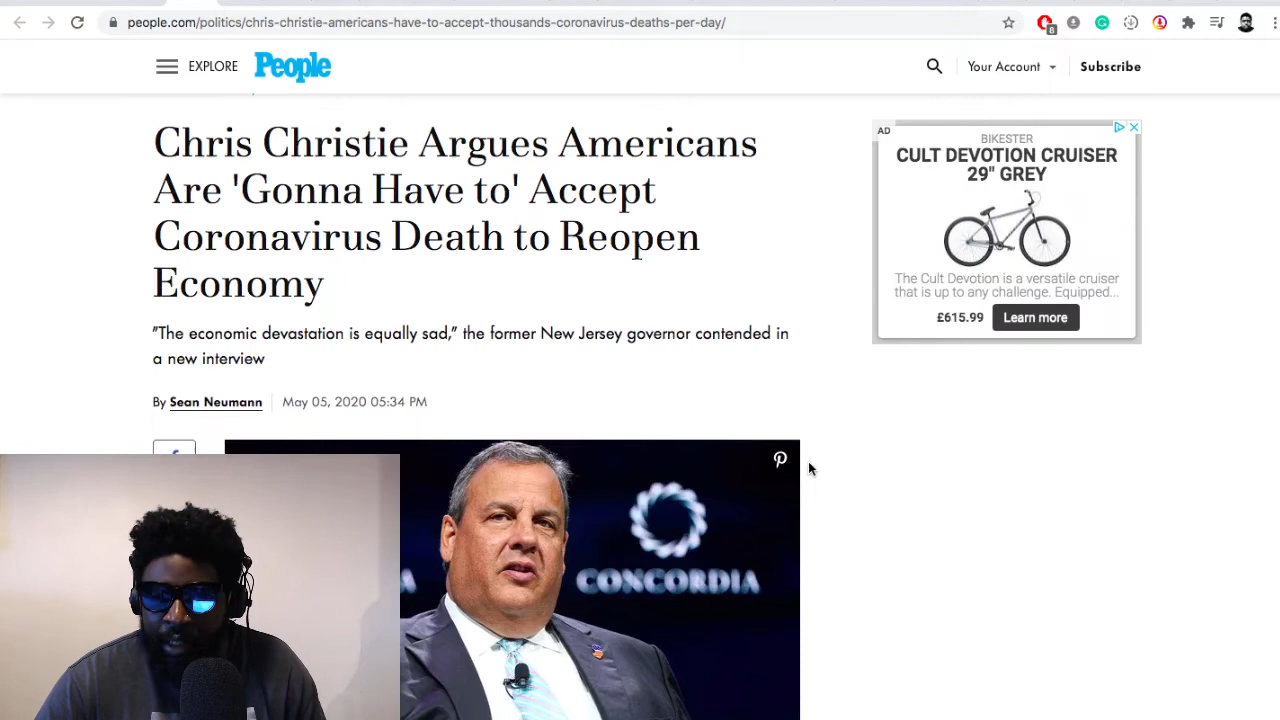 people.com/politics/chris-christie-americans-have-to-accept-thousands-coronavirus-deaths-per-day/
8
EXPLORE
People
Your Account
Subscribe
Chris Christie Argues Americans
Are 'Gonna Have to' Accept
Coronavirus Death to Reopen
Economy
"The economic devastation is equally sad," the former New Jersey governor contended in
a new interview
By Sean Neumann
May 05, 2020 05:34 PM
AD
BIKESTER
CULT DEVOTION CRUISER
29" GREY
The Cult Devotion is a versatile cruiser
that is up to any challenge. Equipped...
£615.99
Learn more
CONCORDIA